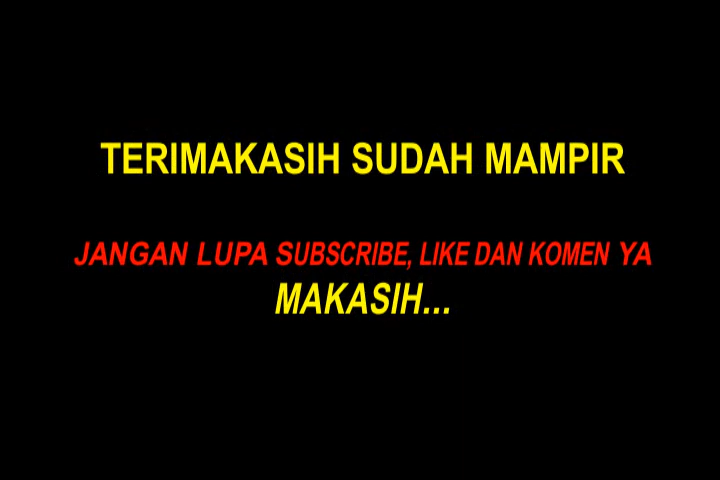 TERIMAKASIH SUDAH MAMPIR
JANGAN LUPA SUBSCRIBE, LIKE DAN KOMEN YA
MAKASIH...